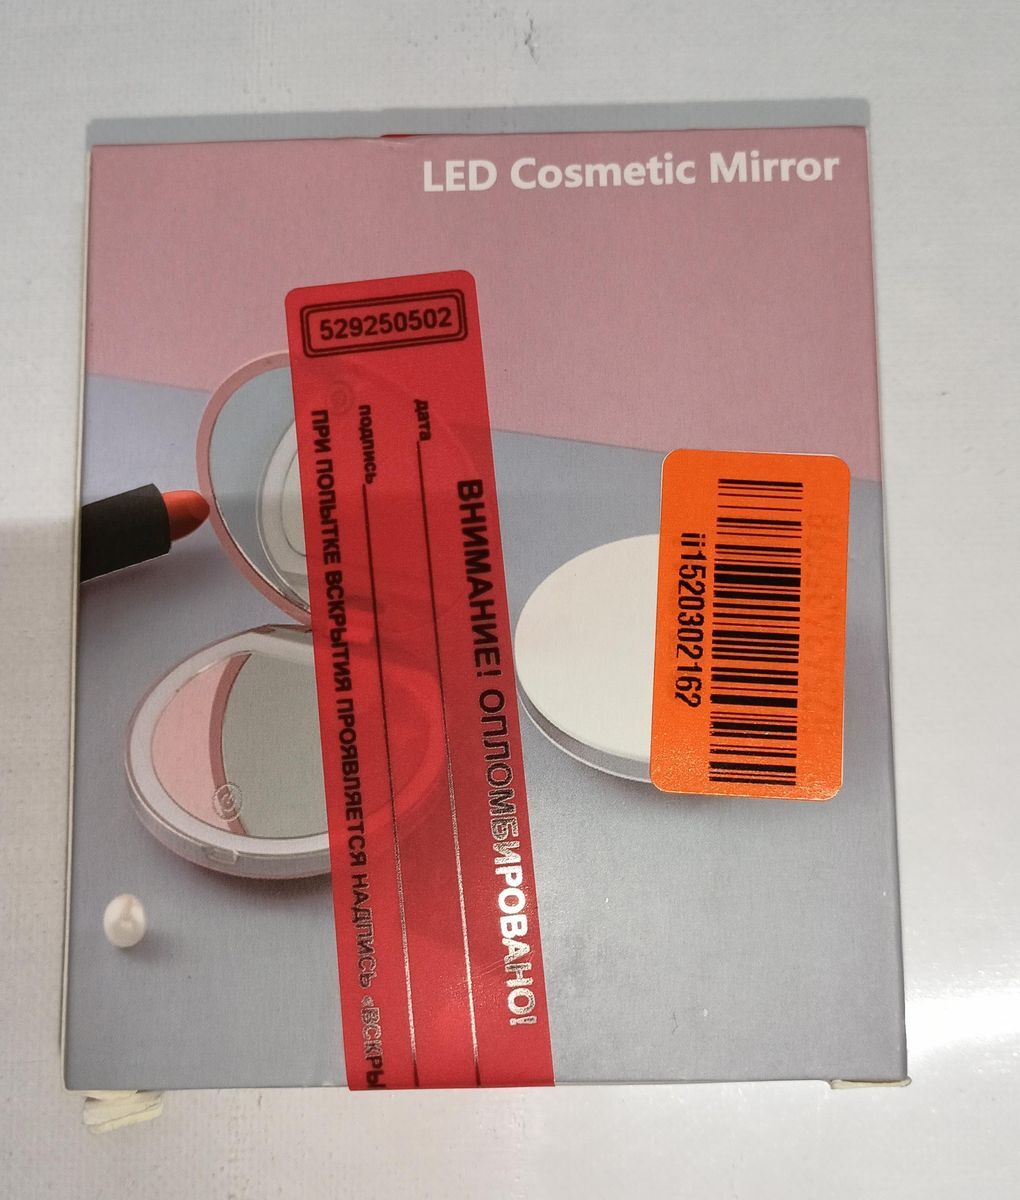 LED Cosmetic Mirror
529250502
ВНИМАНИЕ! ОПЛОМБИРОВАНО!
дата
подпись
ПРИ ПОПЫТКЕ ВСКРЫТИЯ ПРОЯВЛЯЕТСЯ НАДПИСЬ «ВСКРЫ
ii1520302162